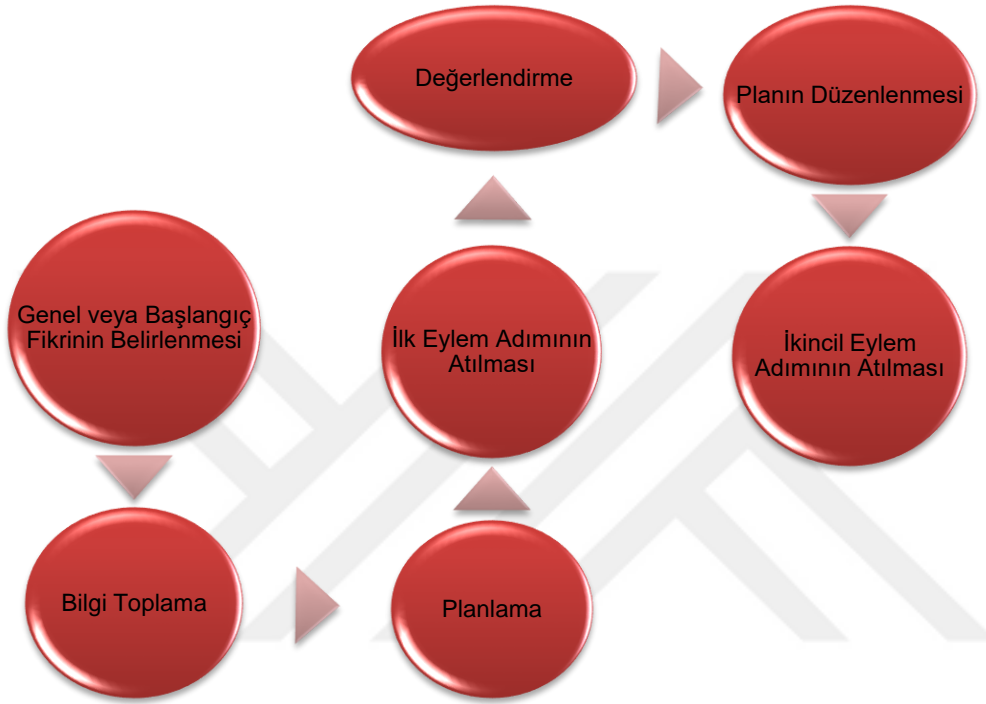 Genel veya Başlangıç
Fikrinin Belirlenmesi
Bilgi Toplama
Planlama
İlk Eylem Adımının
Atılması
Değerlendirme
Planın Düzenlenmesi
İkincil Eylem
Adımının Atılması